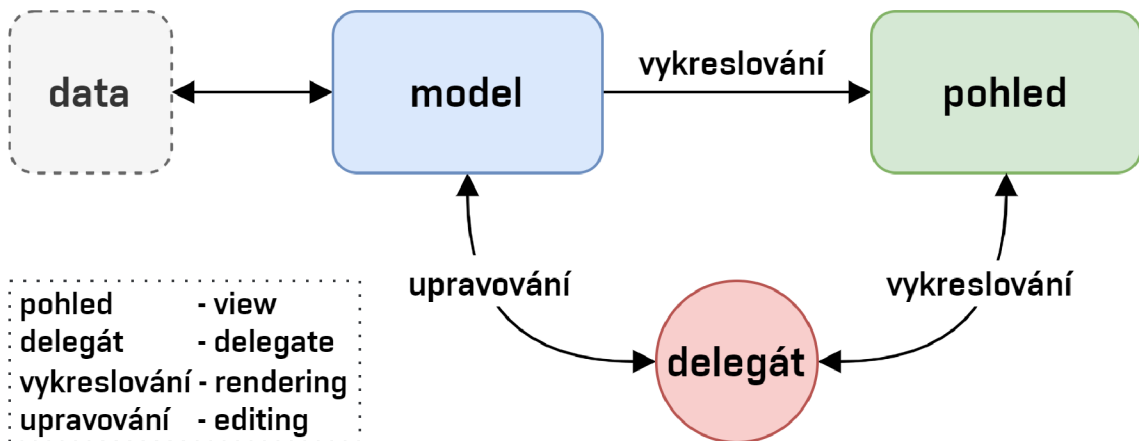 data
model
vykreslování
pohled
upravování
vykreslování
delegát
pohled - view
delegát - delegate
vykreslování - rendering
upravování - editing